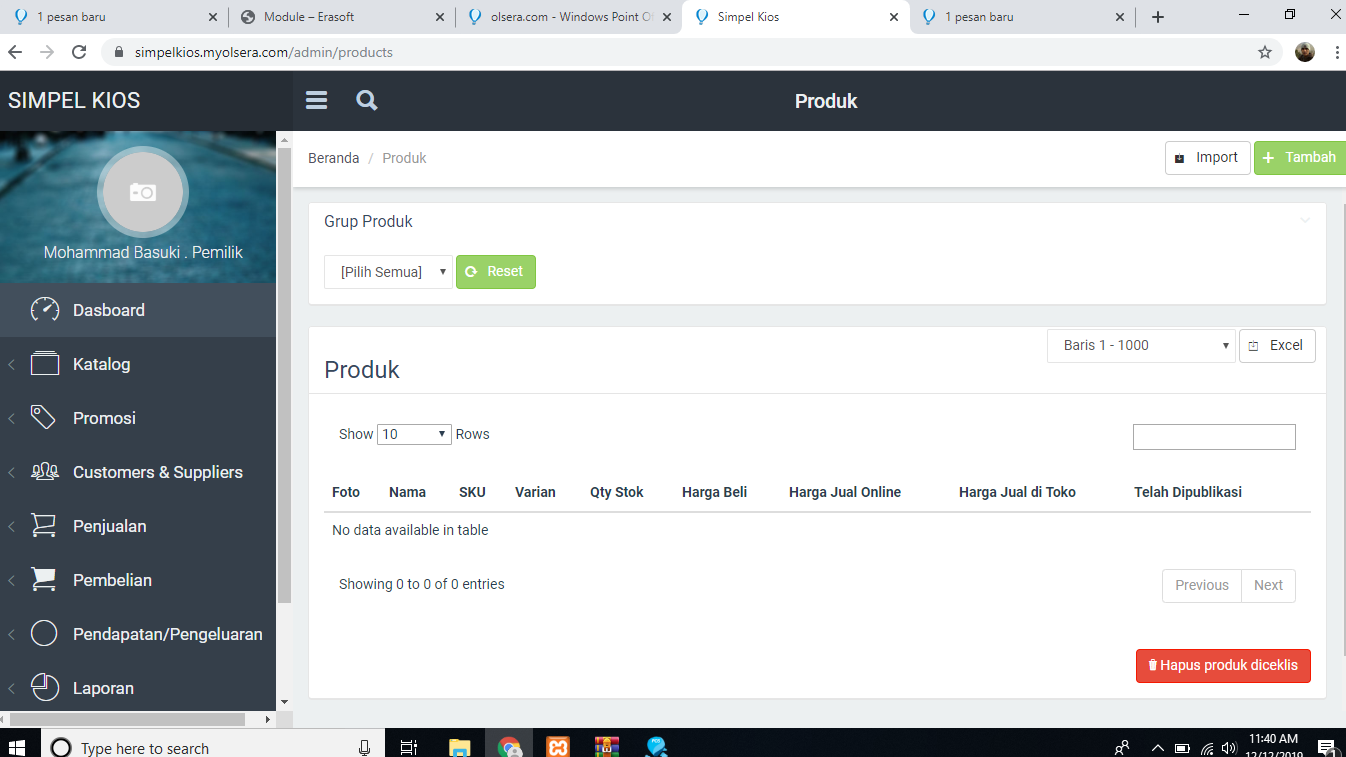 1 pesan baru
Module – Erasoft
olsera.com - Windows Point O
Simpel Kios
1 pesan baru
simpelkios.myolsera.com/admin/products
SIMPEL KIOS
Produk
Beranda / Produk
Import
+ Tambah
Mohammad Basuki . Pemilik
Grup Produk
[Pilih Semua]
Reset
Dasboard
Katalog
Promosi
Customers & Suppliers
Penjualan
Pembelian
Pendapatan/Pengeluaran
Laporan
Baris 1 - 1000
Excel
Produk
Show 10 Rows
Foto Nama SKU Varian Qty Stok Harga Beli Harga Jual Online Harga Jual di Toko Telah Dipublikasi
No data available in table
Showing 0 to 0 of 0 entries
Previous Next
Hapus produk diceklis
Type here to search
11:40 AM
12/12/2019
1